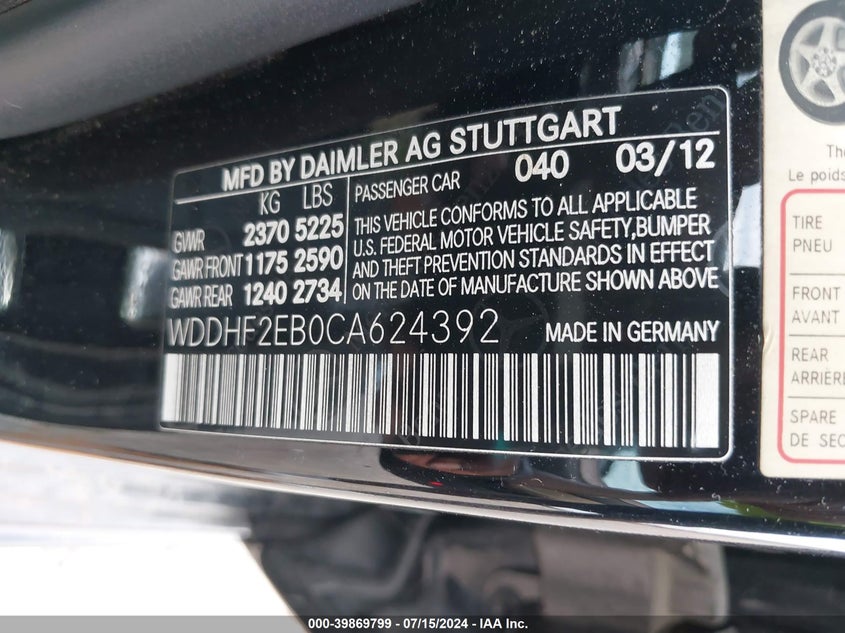 MFD BY DAIMLER AG STUTTGART
KG LBS
GVWR 2370 5225
GAWR FRONT 1175 2590
GAWR REAR 1240 2734
PASSENGER CAR 040 03/12
THIS VEHICLE CONFORMS TO ALL APPLICABLE
U.S. FEDERAL MOTOR VEHICLE SAFETY,BUMPER
AND THEFT PREVENTION STANDARDS IN EFFECT
ON THE DATE OF MANUFACTURE SHOWN ABOVE
WDDHF2EB0CA624392 MADE IN GERMANY
Le poids
TIRE
PNEU
FRONT
AVANT
REAR
ARRIÈRE
SPARE
DE
000-39869799 - 07/15/2024 - IAA Inc.